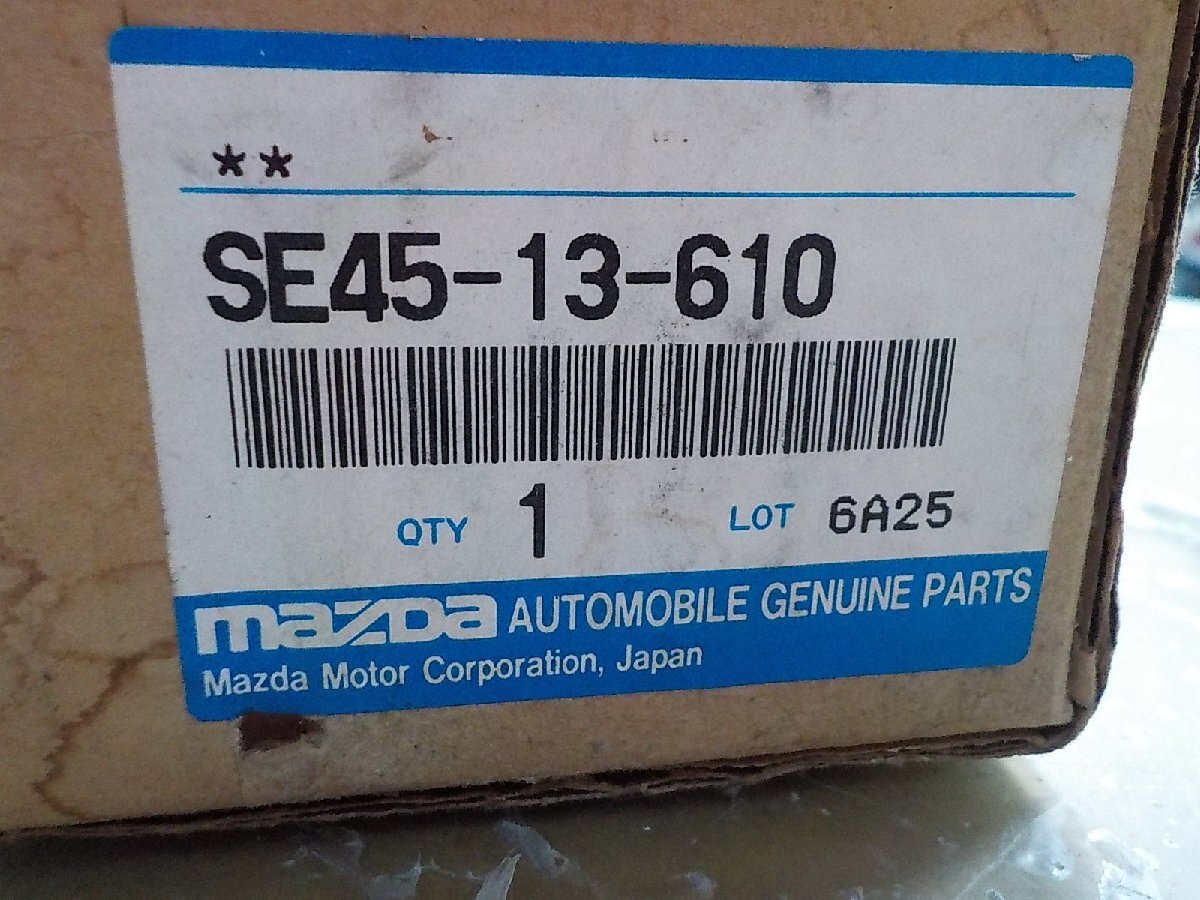 **
SE45-13-610
QTY 1 LOT 6A25
mazda AUTOMOBILE GENUINE PARTS
Mazda Motor Corporation, Japan